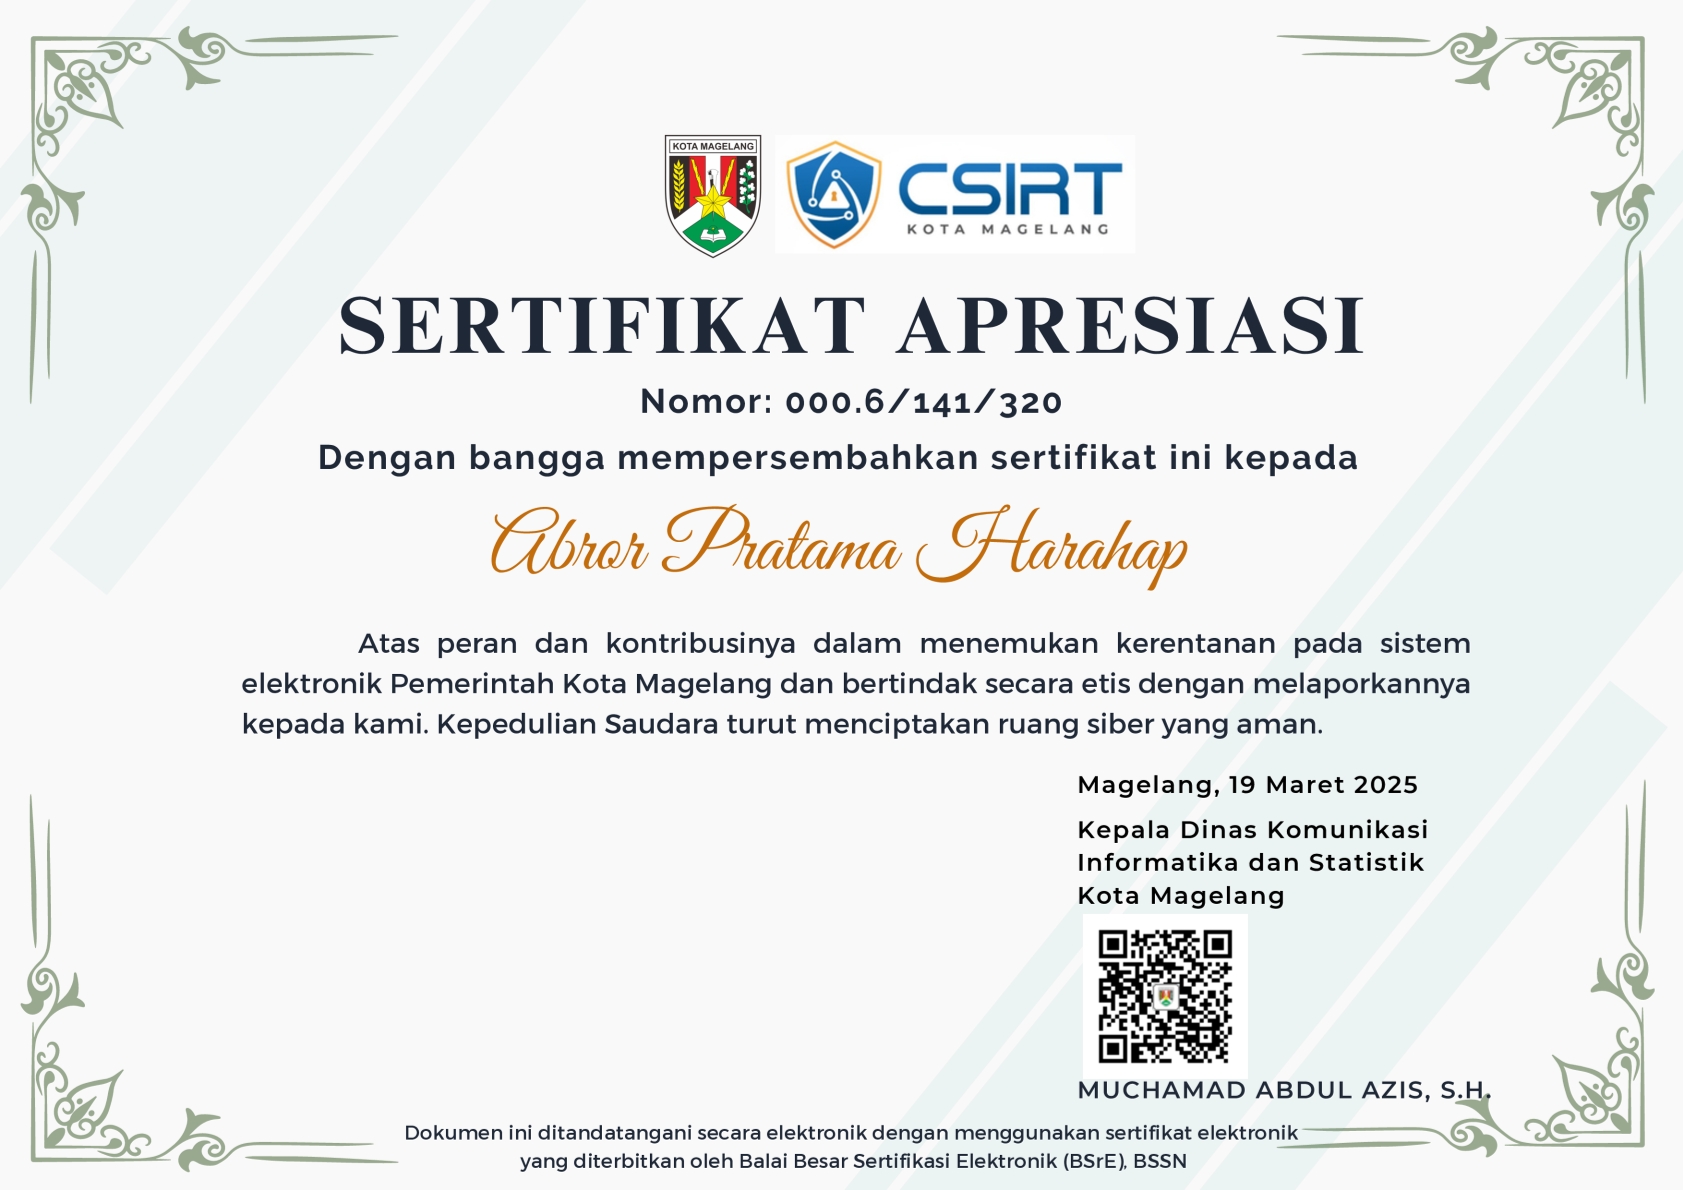 KOTA MAGELANG
CSIRT
KOTA MAGELANG
SERTIFIKAT APRESIASI
Nomor: 000.6/141/320
Dengan bangga mempersembahkan sertifikat ini kepada
Abror Pratama Harahap
Atas peran dan kontribusinya dalam menemukan kerentanan pada sistem
elektronik Pemerintah Kota Magelang dan bertindak secara etis dengan melaporkannya
kepada kami. Kepedulian Saudara turut menciptakan ruang siber yang aman.
Magelang, 19 Maret 2025
Kepala Dinas Komunikasi
Informatika dan Statistik
Kota Magelang
MUCHAMAD ABDUL AZIS, S.H.
Dokumen ini ditandatangani secara elektronik dengan menggunakan sertifikat elektronik
yang diterbitkan oleh Balai Besar Sertifikasi Elektronik (BSrE), BSSN